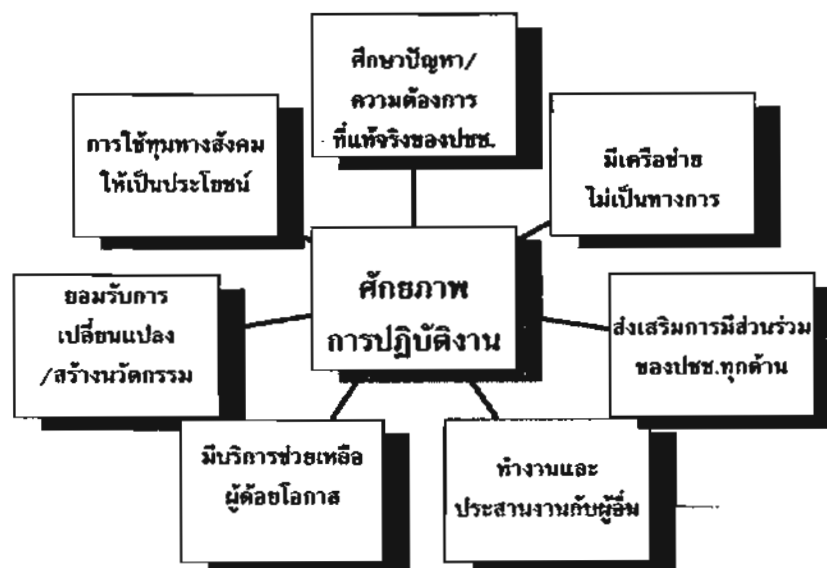 ศึกษาปัญหา/
ความต้องการ
ที่แท้จริงของปชช.
การใช้ทุนทางสังคม
ให้เป็นประโยชน์
มีเครือข่าย
ไม่เป็นทางการ
ศักยภาพ
การปฏิบัติงาน
ยอมรับการ
เปลี่ยนแปลง
/สร้างนวัตกรรม
ส่งเสริมการมีส่วนร่วม
ของปชช.ทุกด้าน
มีบริการช่วยเหลือ
ผู้ด้อยโอกาส
ทำงานและ
ประสานงานกับผู้อื่น